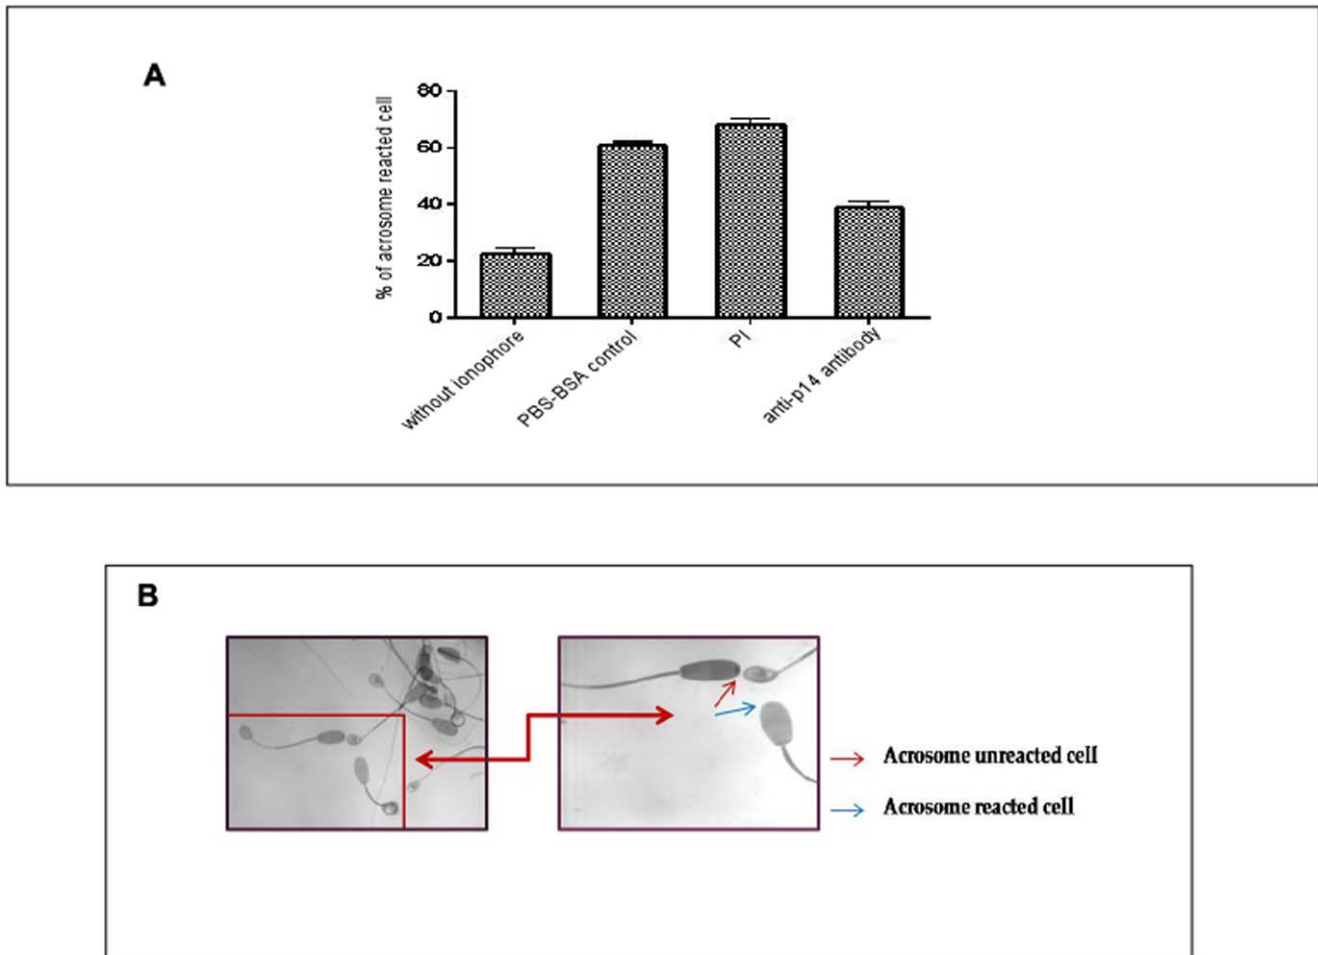 A
% of acrosome reacted cell
80
60
40
20
0
without ionophore
PBS-BSA control
PI
anti-p14 antibody
B
Acrosome unreacted cell
Acrosome reacted cell